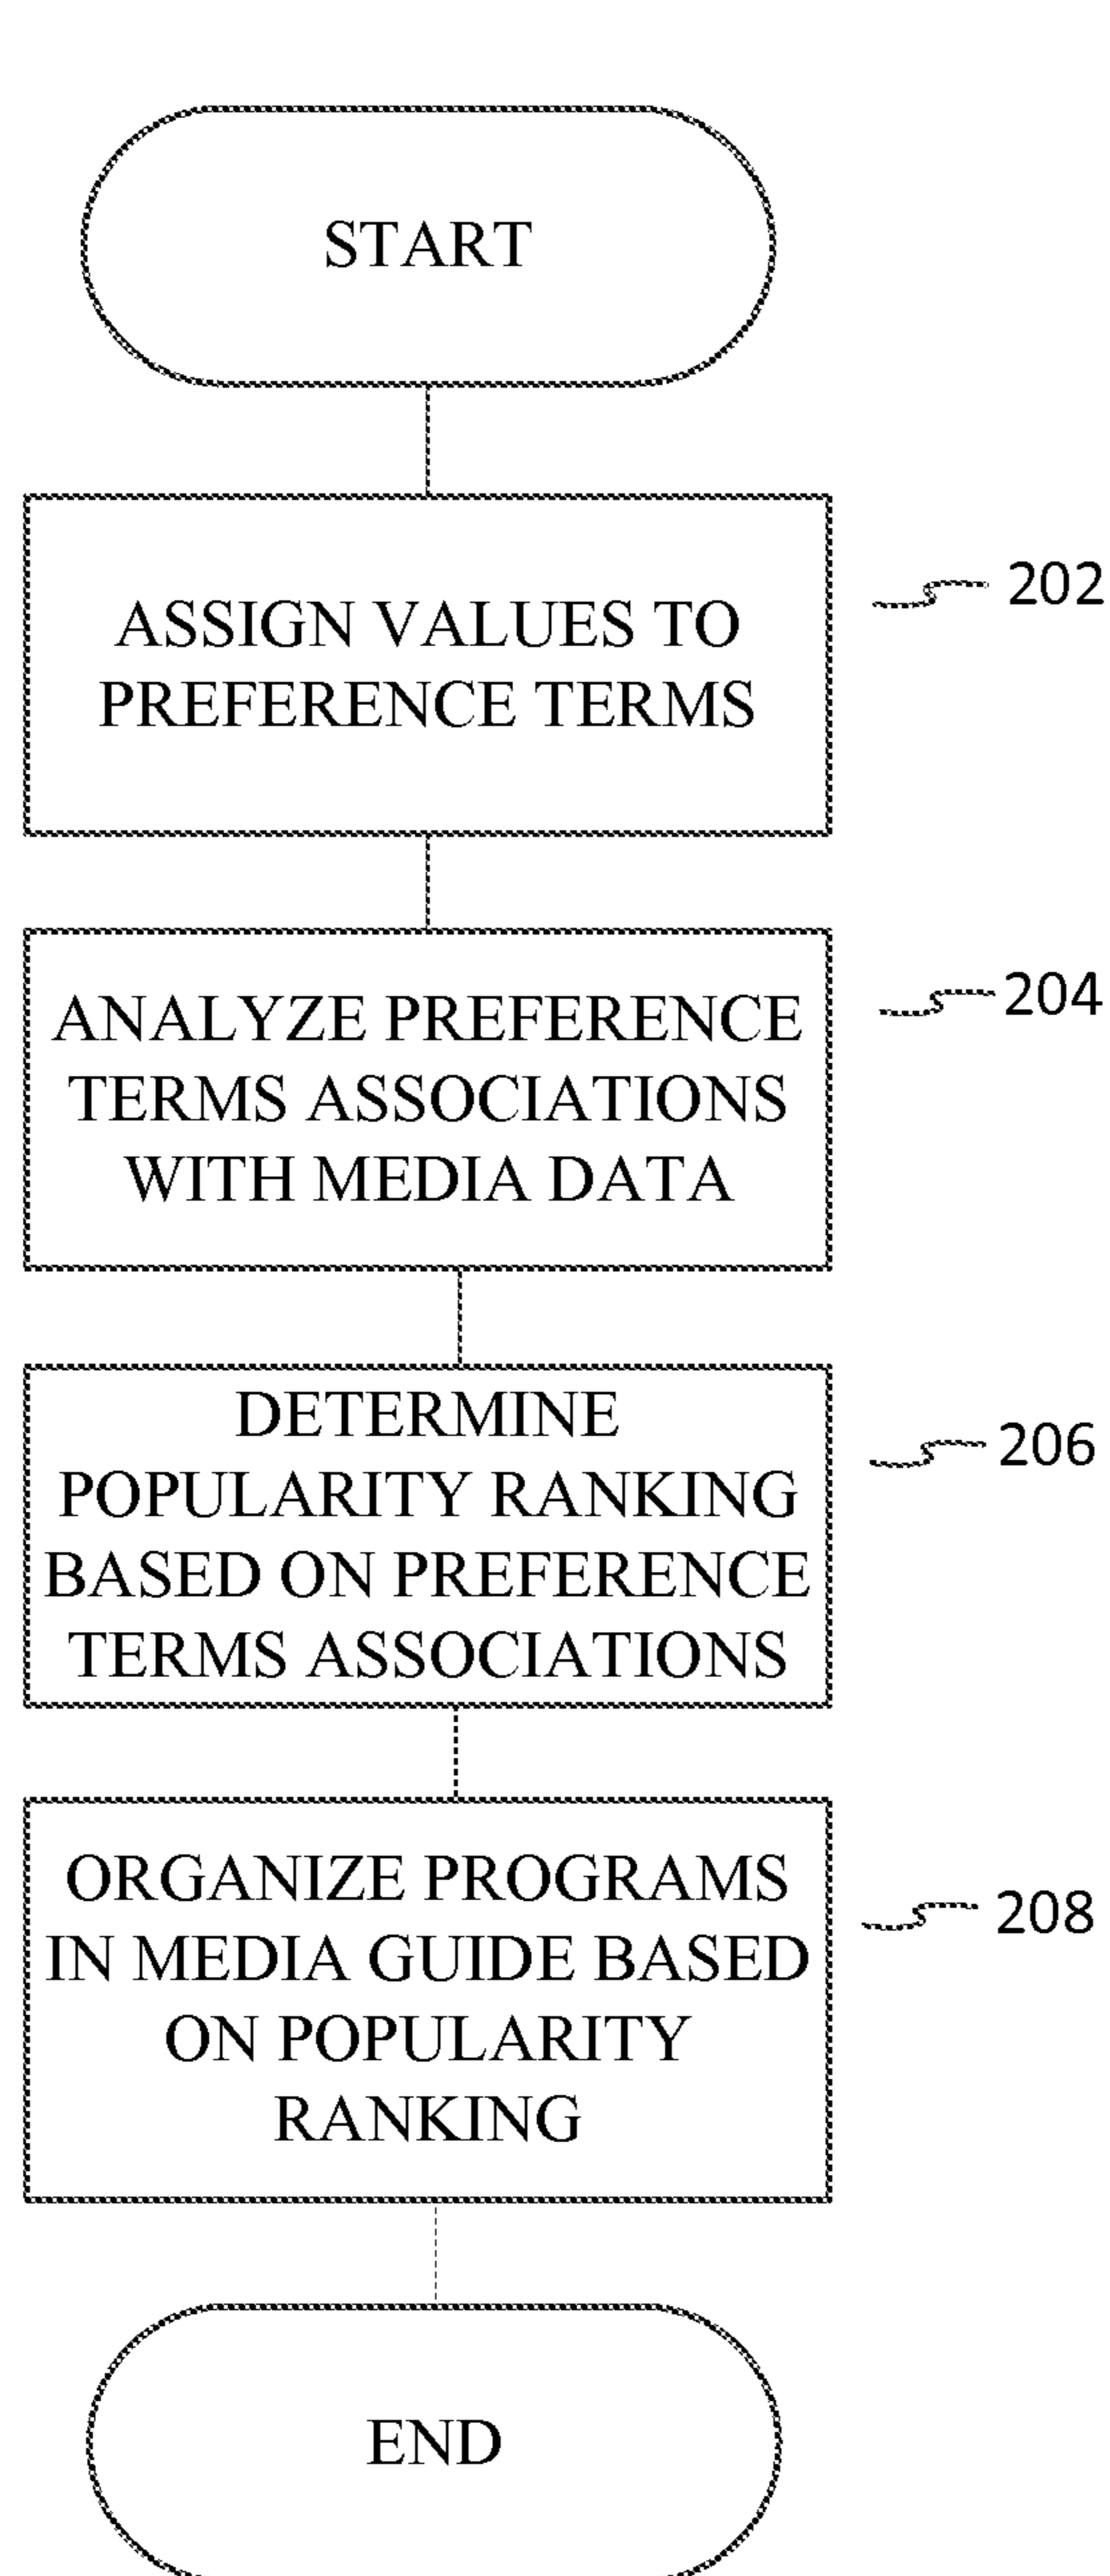 START
ASSIGN VALUES TO
PREFERENCE TERMS
202
ANALYZE PREFERENCE
TERMS ASSOCIATIONS
WITH MEDIA DATA
204
DETERMINE
POPULARITY RANKING
BASED ON PREFERENCE
TERMS ASSOCIATIONS
206
ORGANIZE PROGRAMS
IN MEDIA GUIDE BASED
ON POPULARITY
RANKING
208
END